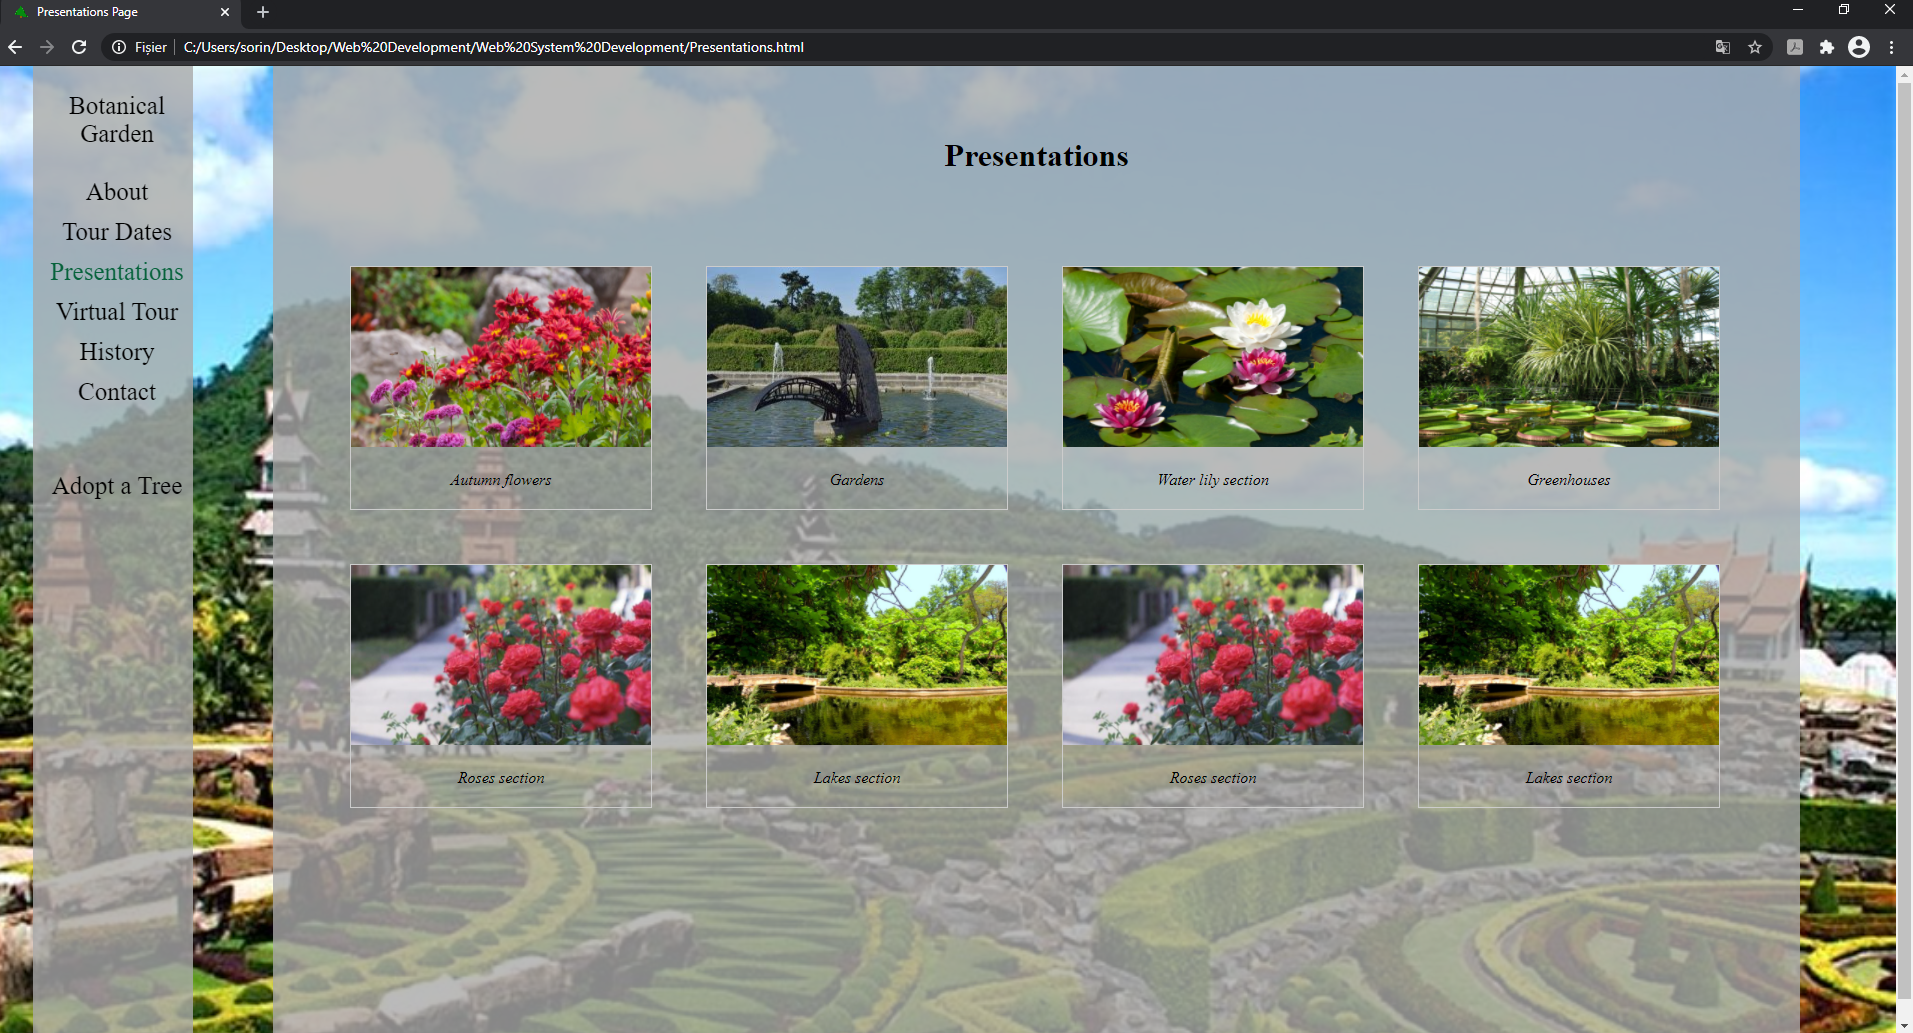 Presentations Page
Fișier
C:/Users/sorin/Desktop/Web%20Development/Web%20System%20Development/Presentations.html
Botanical
Garden
About
Tour Dates
Presentations
Virtual Tour
History
Contact
Adopt a Tree
Presentations
Autumn flowers
Gardens
Water lily section
Greenhouses
Roses section
Lakes section
Roses section
Lakes section